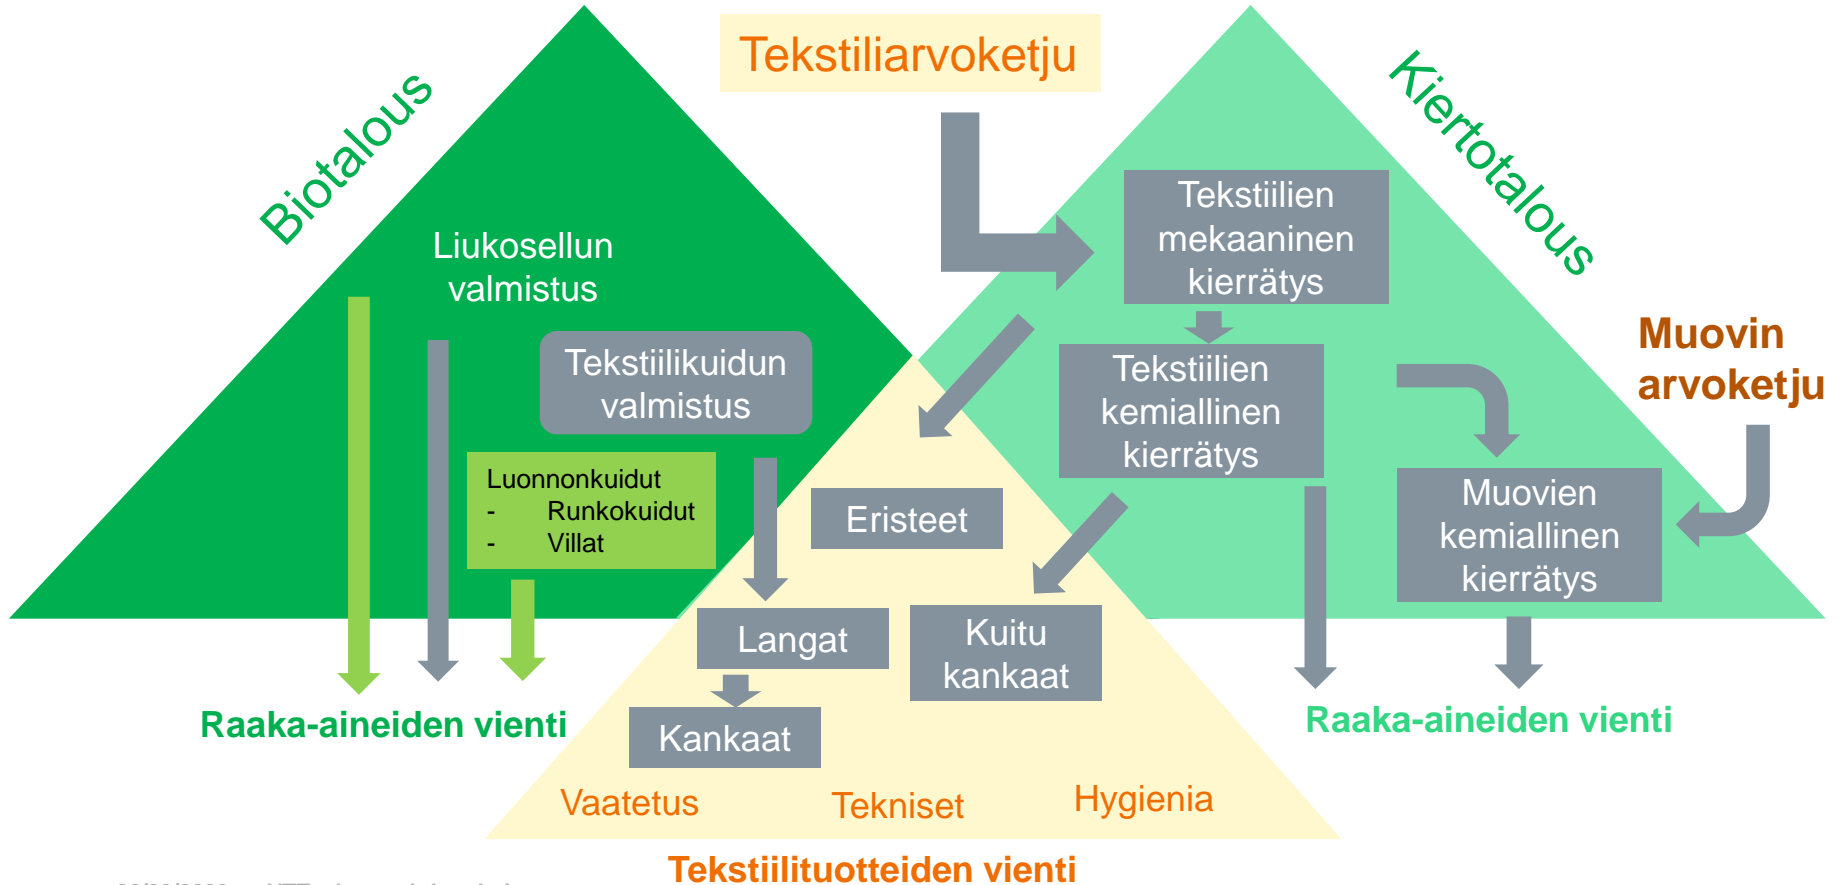 Tekstiliarvoketju
Biotalous
Kiertotalous
Liukosellun
valmistus
Tekstiilikuidun
valmistus
Luonnonkuidut
- Runkokuidut
- Villat
Raaka-aineiden vienti
Tekstiilien
mekaaninen
kierrätys
Tekstiilien
kemiallinen
kierrätys
Muovin
arvoketju
Muovien
kemiallinen
kierrätys
Raaka-aineiden vienti
Eristeet
Langat
Kuitu
kankaat
Kankaat
Vaatetus
Tekniset
Hygienia
Tekstiilituotteiden vienti